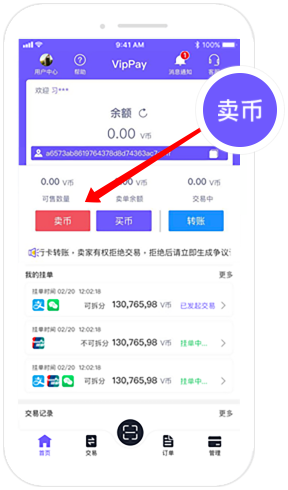 9:41 AM
100%
VipPay
用户中心
帮助
消息通知
欢迎 习***
卖币
余额
0.00 V币
0.00 V币
0.00 V币
0.00 V币
可售数量
卖单余额
交易中
卖币
买币
转账
行卡转账，卖家有权拒绝交易，拒绝后请立即生成争议
我的挂单
更多
挂单时间 02/20 12:02:18
可拆分 130,765,98 V币 已发起交易
挂单时间 02/20 12:02:18
不可拆分 130,765,98 V币 挂单中...
挂单时间 02/20 12:02:18
可拆分 130,765,98 V币 挂单中...
交易记录
更多
首页
交易
订单
管理